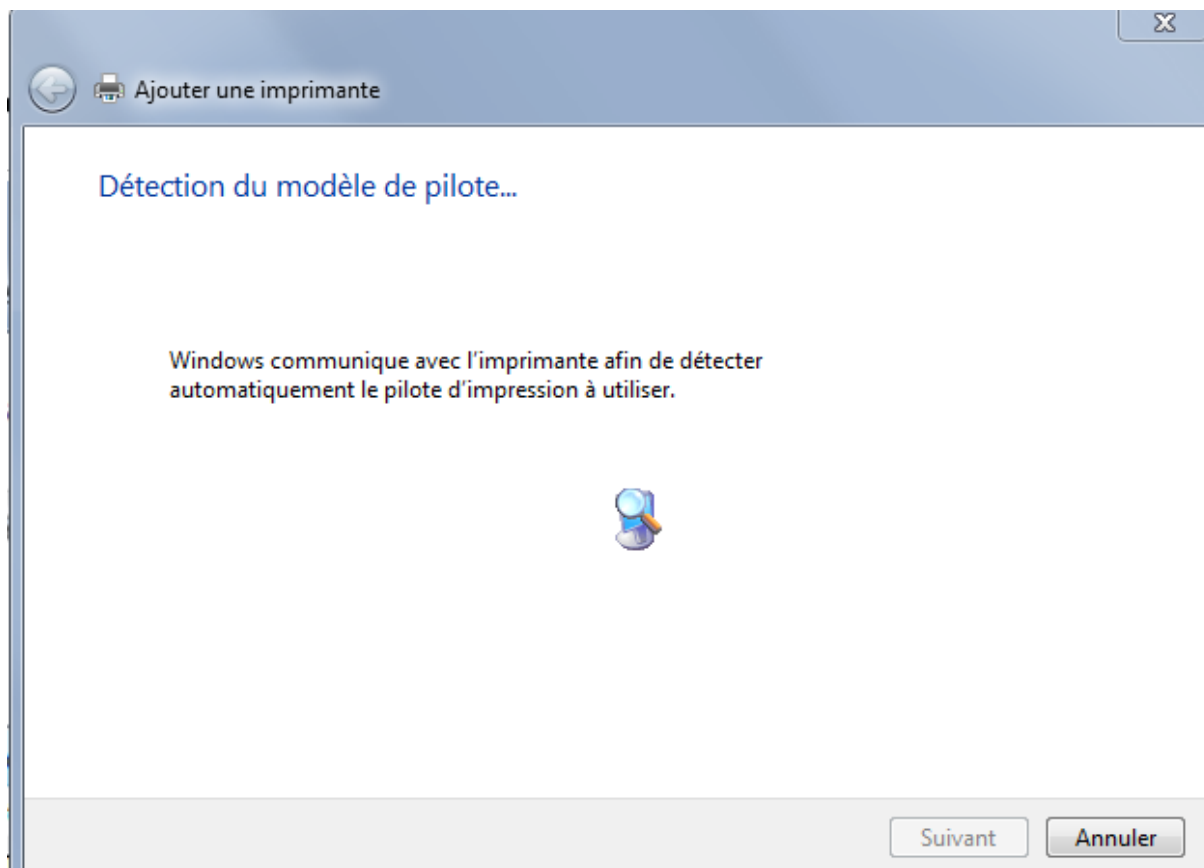 Ajouter une imprimante
Détection du modèle de pilote...
Windows communique avec l'imprimante afin de détecter
automatiquement le pilote d'impression à utiliser.
Suivant
Annuler